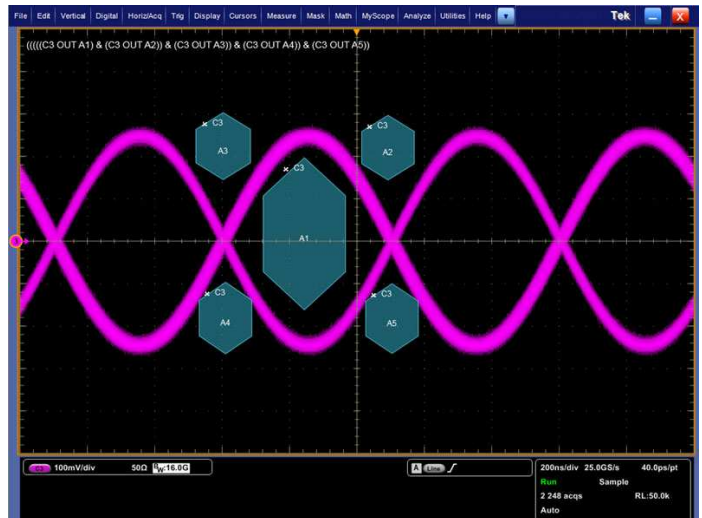 File Edit Vertical Digital Horiz/Acq Trig Display Cursors Measure Mask Math MyScope Analyze Utilities Help Tek X
(((((C3 OUT A1) & (C3 OUT A2)) & (C3 OUT A3)) & (C3 OUT A4)) & (C3 OUT A5))
C3 C3
A3 A2
C3
A1
C3 C3
A4 A5
C3 100mV/div 50Ω BW:16.0G A Line 200ns/div 25.0GS/s 40.0ps/pt
Run Sample
2 248 acqs RL:50.0k
Auto